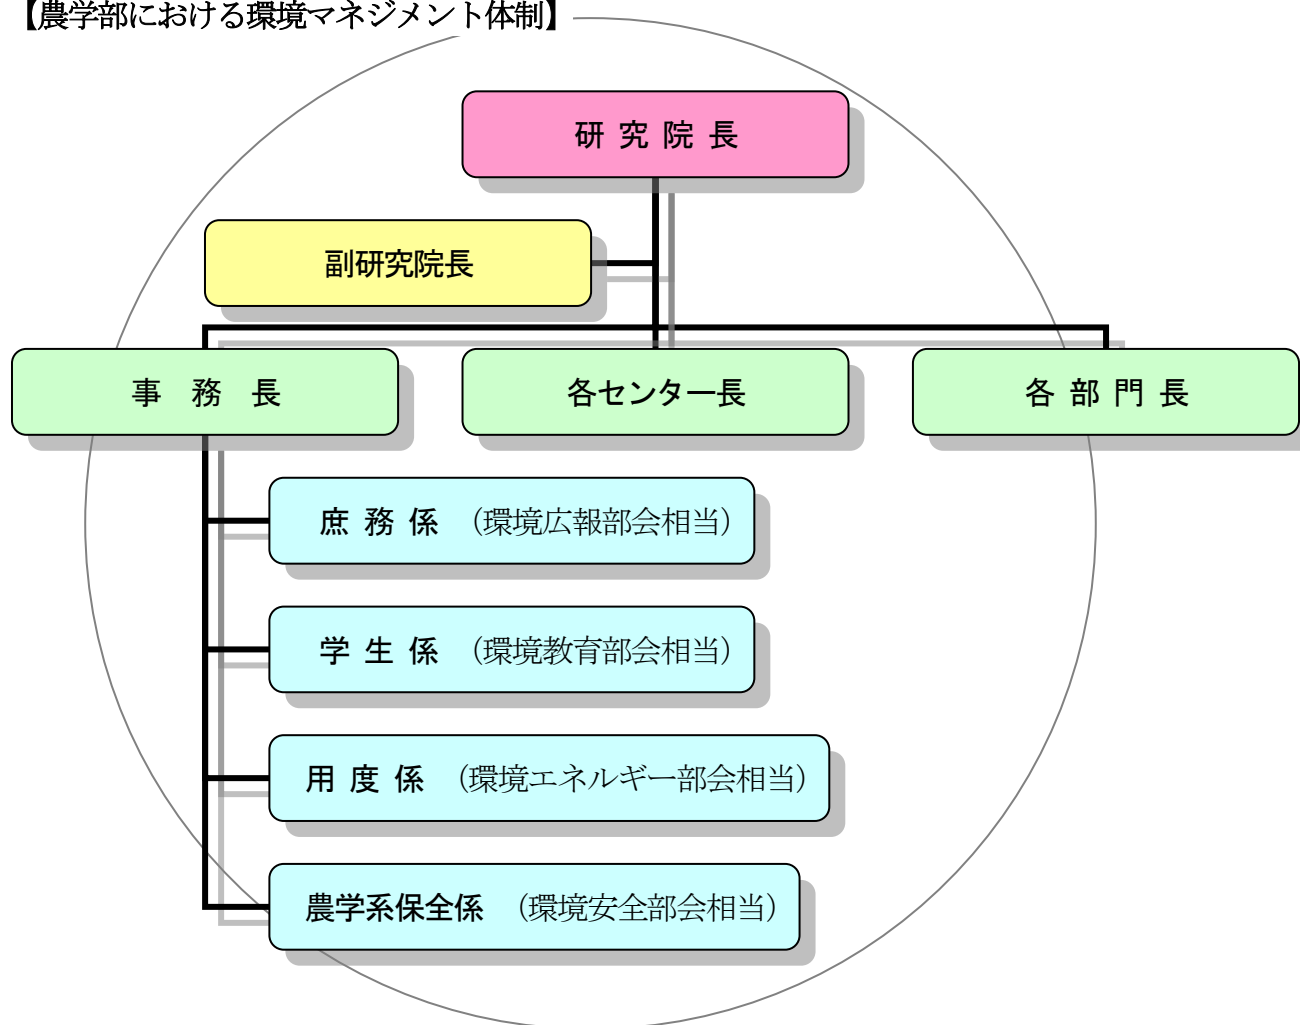 【農学部における環境マネジメント体制】
研 究 院 長
副研究院長
事　務　長
各センター長
各 部 門 長
庶 務 係　（環境広報部会相当）
学 生 係　（環境教育部会相当）
用 度 係　（環境エネルギー部会相当）
農学系保全係　（環境安全部会相当）